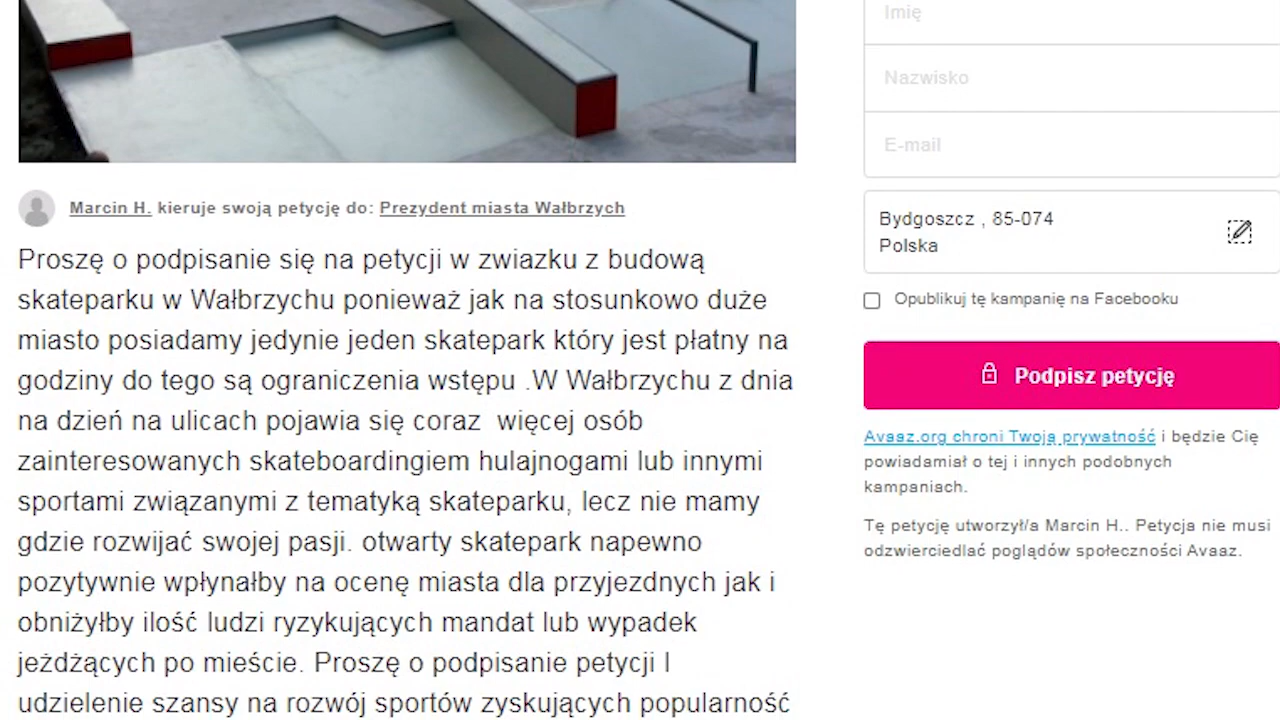 Marcin H. kieruje swoją petycję do: Prezydent miasta Wałbrzych
Proszę o podpisanie się na petycji w zwiazku z budową
skateparku w Wałbrzychu ponieważ jak na stosunkowo duże
miasto posiadamy jedynie jeden skatepark który jest płatny na
godziny do tego są ograniczenia wstępu .W Wałbrzychu z dnia
na dzień na ulicach pojawia się coraz  więcej osób
zainteresowanych skateboardingiem hulajnogami lub innymi
sportami związanymi z tematyką skateparku, lecz nie mamy
gdzie rozwijać swojej pasji. otwarty skatepark napewno
pozytywnie wpłynałby na ocenę miasta dla przyjezdnych jak i
obniżyłby ilość ludzi ryzykujących mandat lub wypadek
jeżdżących po mieście. Proszę o podpisanie petycji I
udzielenie szansy na rozwój sportów zyskujących popularność
Imię
Nazwisko
E-mail
Bydgoszcz , 85-074
Polska
Opublikuj tę kampanię na Facebooku
Podpisz petycję
Avaaz.org chroni Twoją prywatność i będzie Cię
powiadamiał o tej i innych podobnych
kampaniach.
Tę petycję utworzył/a Marcin H.. Petycja nie musi
odzwierciedlać poglądów społeczności Avaaz.